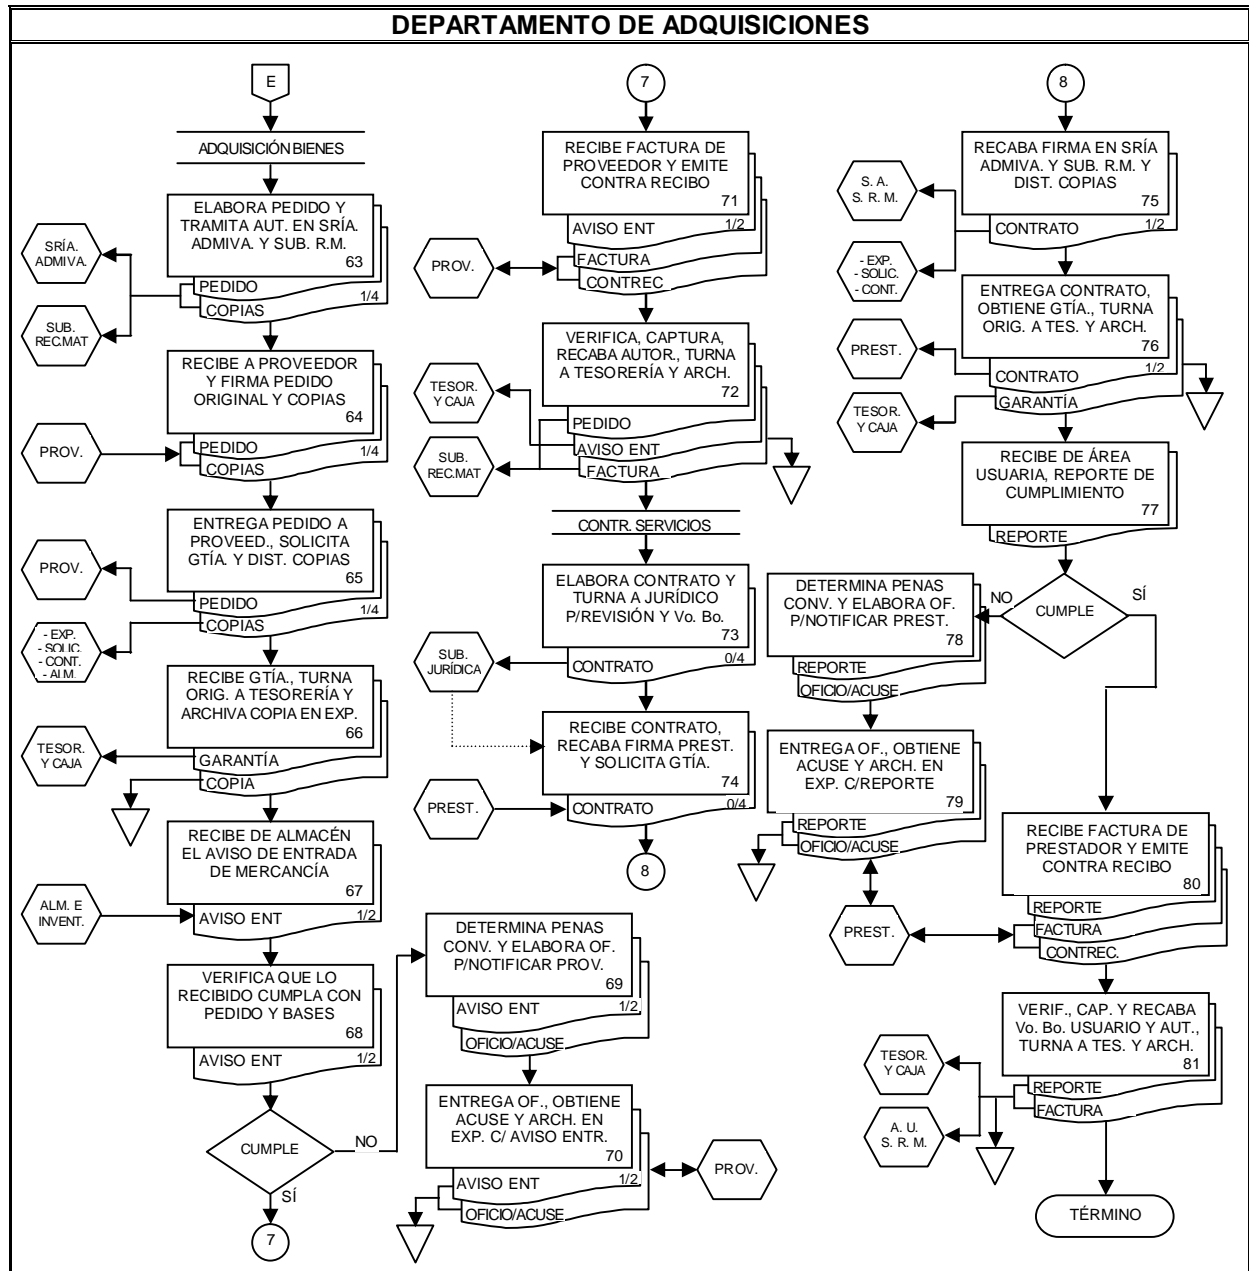 DEPARTAMENTO DE ADQUISICIONES
E
ADQUISICIÓN BIENES
ELABORA PEDIDO Y
TRAMITA AUT. EN SRÍA.
ADMIVA. Y SUB. R.M.
63
PEDIDO
COPIAS
1/4
SRÍA.
ADMIVA.
SUB.
REC.MAT
RECIBE A PROVEEDOR
Y FIRMA PEDIDO
ORIGINAL Y COPIAS
64
PEDIDO
1/4
COPIAS
PROV.
ENTREGA PEDIDO A
PROVEED., SOLICITA
GTÍA. Y DIST. COPIAS
65
PEDIDO
1/4
COPIAS
PROV.
- EXP.
- SOLIC.
- CONT.
- ALM.
RECIBE GTÍA., TURNA
ORIG. A TESORERÍA Y
ARCHIVA COPIA EN EXP.
66
GARANTÍA
COPIA
TESOR.
Y CAJA
RECIBE DE ALMACÉN
EL AVISO DE ENTRADA
DE MERCANCÍA
67
AVISO ENT
1/2
ALM. E
INVENT.
VERIFICA QUE LO
RECIBIDO CUMPLA CON
PEDIDO Y BASES
68
AVISO ENT
1/2
CUMPLE
NO
SÍ
7
DETERMINA PENAS
CONV. Y ELABORA OF.
P/NOTIFICAR PROV.
69
AVISO ENT
1/2
OFICIO/ACUSE
ENTREGA OF., OBTIENE
ACUSE Y ARCH. EN
EXP. C/ AVISO ENTR.
70
AVISO ENT
1/2
OFICIO/ACUSE
PROV.
7
RECIBE FACTURA DE
PROVEEDOR Y EMITE
CONTRA RECIBO
71
AVISO ENT
1/2
FACTURA
CONTREC
PROV.
VERIFICA, CAPTURA,
RECABA AUTOR., TURNA
A TESORERÍA Y ARCH.
72
PEDIDO
AVISO ENT
FACTURA
TESOR.
Y CAJA
SUB.
REC.MAT
CONTR. SERVICIOS
ELABORA CONTRATO Y
TURNA A JURÍDICO
P/REVISIÓN Y Vo. Bo.
73
CONTRATO
0/4
SUB.
JURÍDICA
RECIBE CONTRATO,
RECABA FIRMA PREST.
Y SOLICITA GTÍA.
74
CONTRATO
0/4
PREST.
8
8
RECABA FIRMA EN SRÍA
ADMIVA. Y SUB. R.M. Y
DIST. COPIAS
75
CONTRATO
1/2
S. A.
S. R. M.
- EXP.
- SOLIC.
- CONT.
ENTREGA CONTRATO,
OBTIENE GTÍA., TURNA
ORIG. A TES. Y ARCH.
76
CONTRATO
1/2
GARANTÍA
PREST.
TESOR.
Y CAJA
RECIBE DE ÁREA
USUARIA, REPORTE DE
CUMPLIMIENTO
77
REPORTE
CUMPLE
NO
SÍ
DETERMINA PENAS
CONV. Y ELABORA OF.
P/NOTIFICAR PREST.
78
REPORTE
OFICIO/ACUSE
ENTREGA OF., OBTIENE
ACUSE Y ARCH. EN
EXP. C/REPORTE
79
REPORTE
OFICIO/ACUSE
PREST.
RECIBE FACTURA DE
PRESTADOR Y EMITE
CONTRA RECIBO
80
REPORTE
FACTURA
CONTREC.
VERIF., CAP. Y RECABA
Vo. Bo. USUARIO Y AUT.,
TURNA A TES. Y ARCH.
81
REPORTE
FACTURA
TESOR.
Y CAJA
A. U.
S. R. M.
TÉRMINO